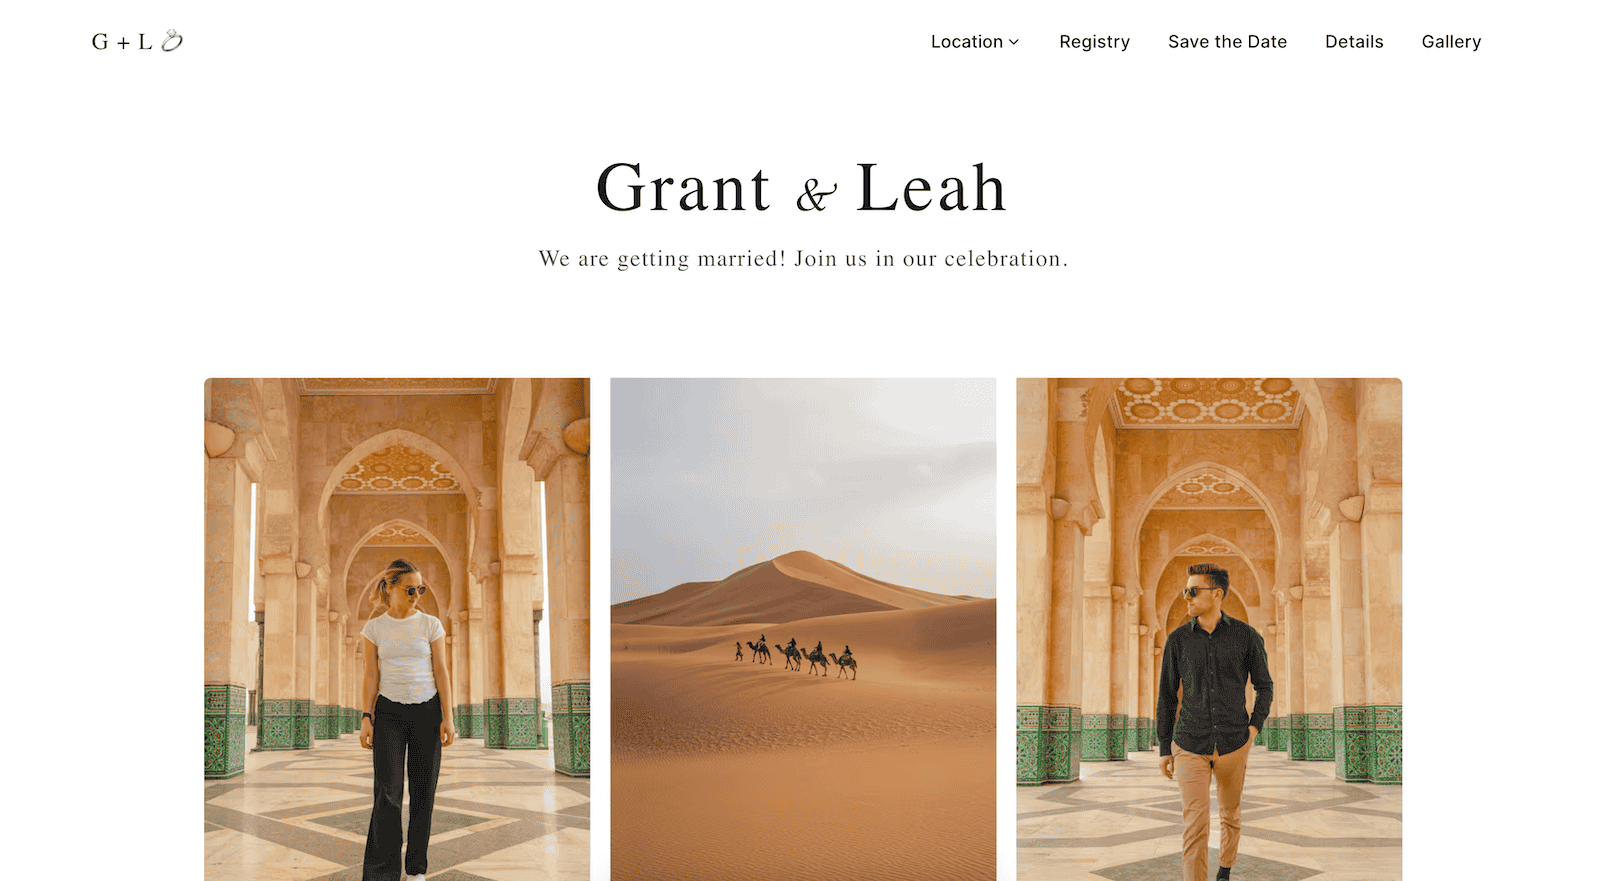 G + L
Location
Registry
Save the Date
Details
Gallery
Grant & Leah
We are getting married! Join us in our celebration.